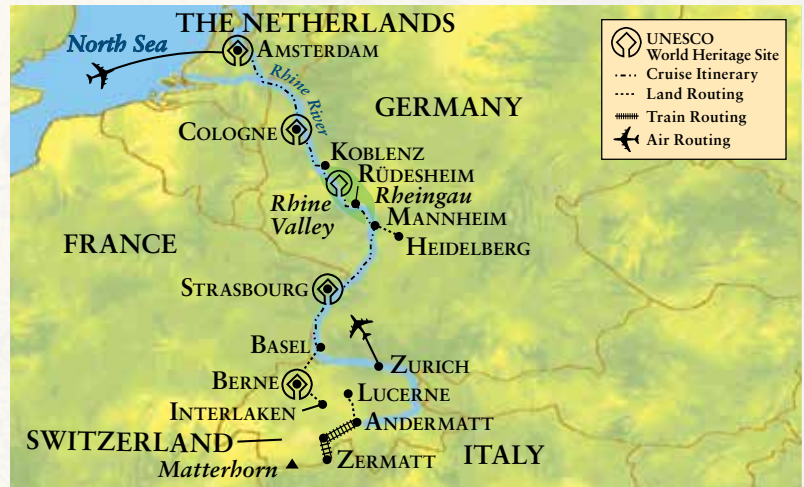 THE NETHERLANDS
North Sea
AMSTERDAM
Rhine River
GERMANY
COLOGNE
KOBLENZ
RÜDESHEIM
Rheingau
Rhine
Valley
MANNHEIM
HEIDELBERG
FRANCE
STRASBOURG
BASEL
ZURICH
BERNE
LUCERNE
INTERLAKEN
ANDERMATT
SWITZERLAND
ZERMATT
ITALY
Matterhorn
UNESCO
World Heritage Site
Cruise Itinerary
Land Routing
Train Routing
Air Routing